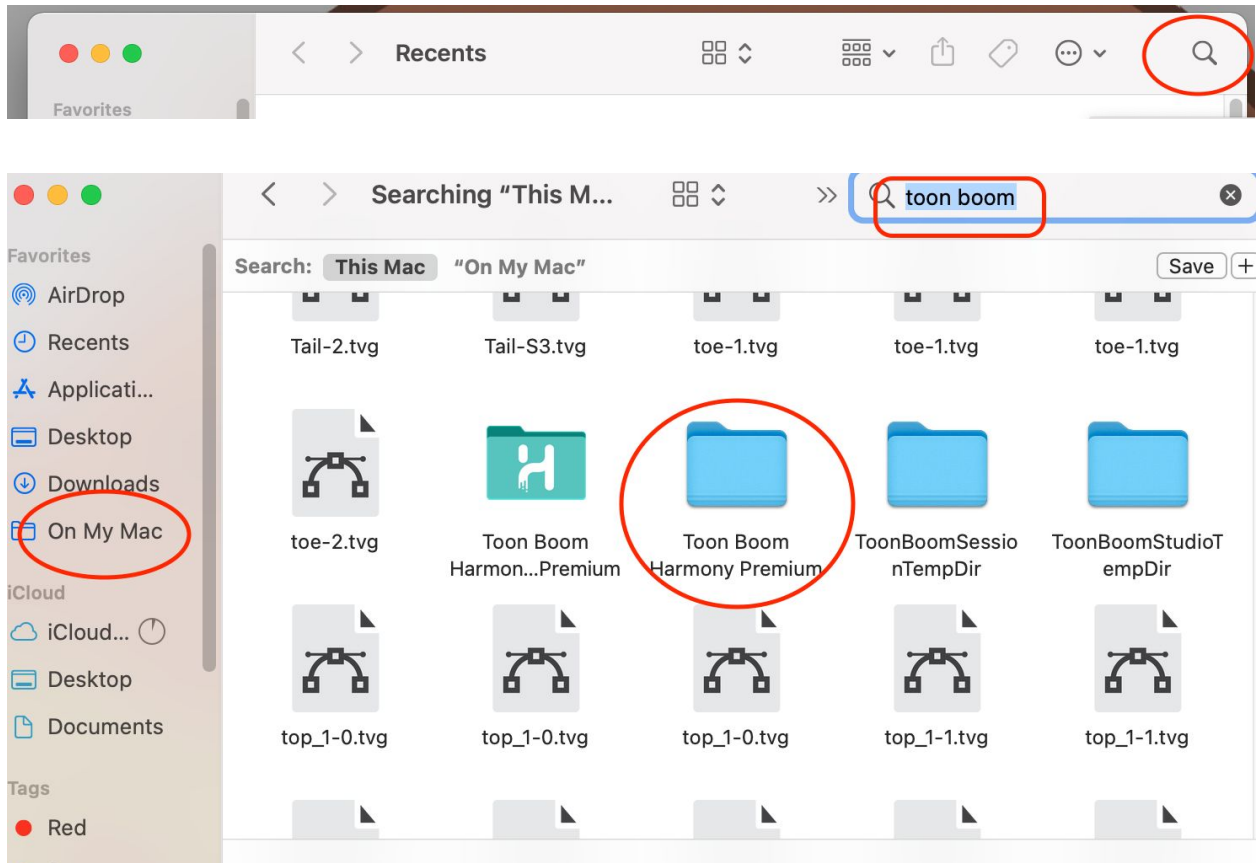 Recents
Favorites
Searching “This M...
toon boom
Search: This Mac “On My Mac” Save
Favorites
AirDrop
Recents
Applicati...
Desktop
Downloads
On My Mac
iCloud
iCloud...
Desktop
Documents
Tags
Red
Tail-2.tvg Tail-S3.tvg toe-1.tvg toe-1.tvg toe-1.tvg
toe-2.tvg Toon Boom Toon Boom ToonBoomSessio ToonBoomStudioT
Harmon...Premium Harmony Premium nTempDir empDir
top_1-0.tvg top_1-0.tvg top_1-0.tvg top_1-1.tvg top_1-1.tvg